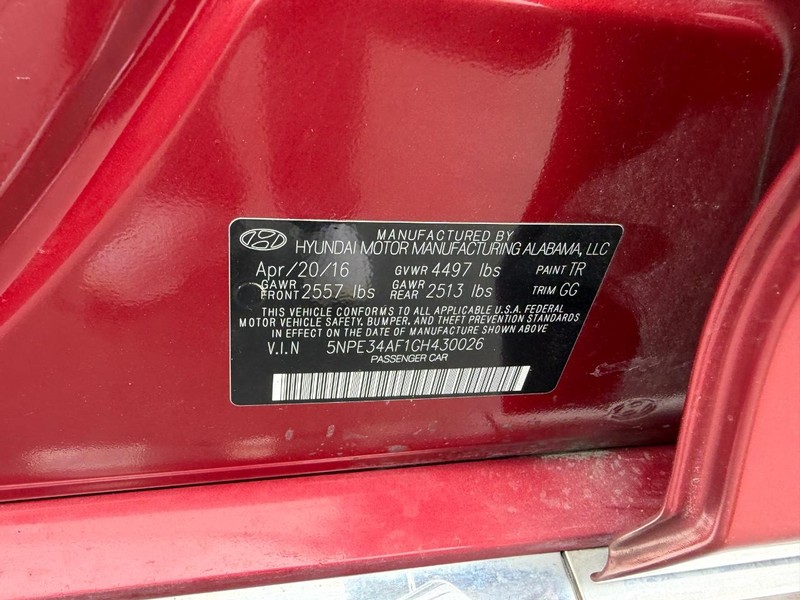 MANUFACTURED BY
HYUNDAI MOTOR MANUFACTURING ALABAMA, LLC
Apr/20/16 GVWR 4497 lbs PAINT TR
GAWR FRONT 2557 lbs GAWR REAR 2513 lbs TRIM GG
THIS VEHICLE CONFORMS TO ALL APPLICABLE U.S.A. FEDERAL
MOTOR VEHICLE SAFETY, BUMPER, AND THEFT PREVENTION STANDARDS
IN EFFECT ON THE DATE OF MANUFACTURE SHOWN ABOVE
V.I.N 5NPE34AF1GH430026
PASSENGER CAR